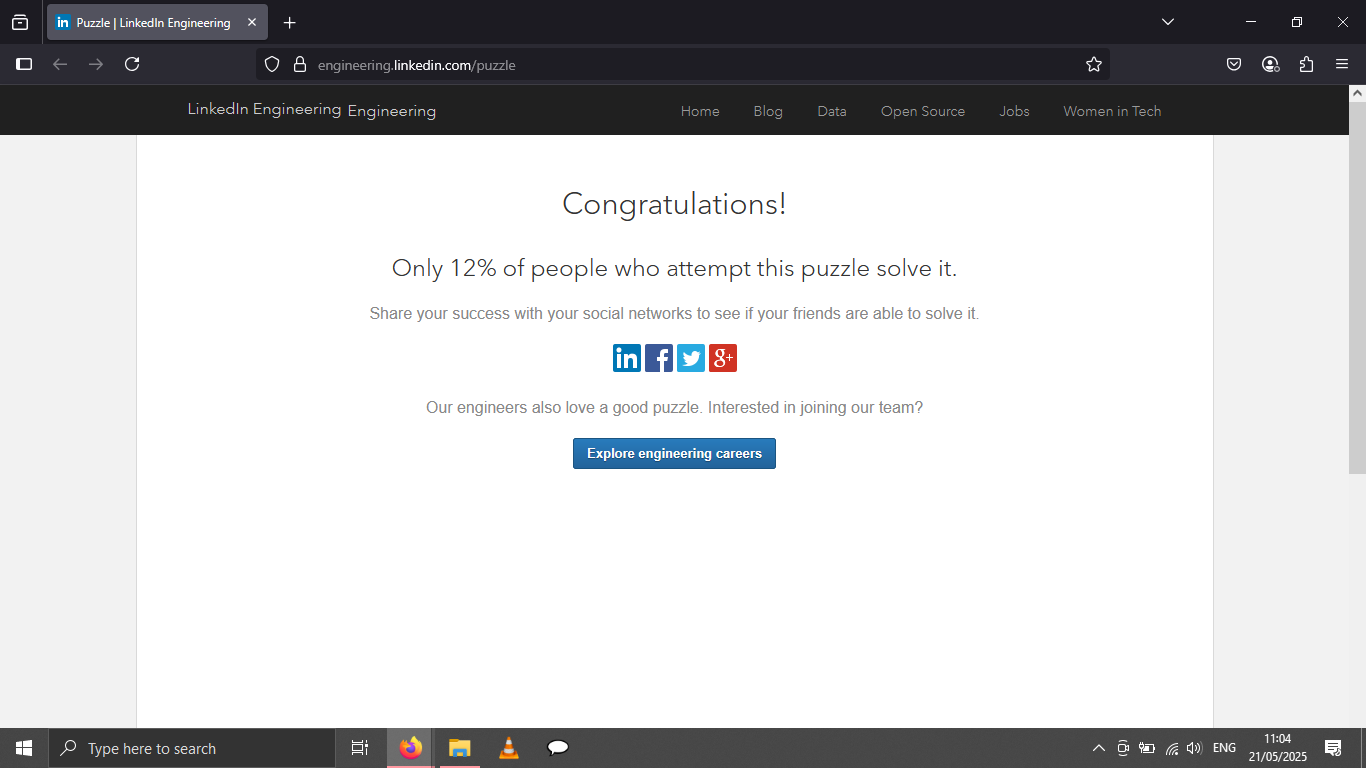 Puzzle | LinkedIn Engineering
engineering.linkedin.com/puzzle
LinkedIn Engineering Engineering Home Blog Data Open Source Jobs Women in Tech
Congratulations!
Only 12% of people who attempt this puzzle solve it.
Share your success with your social networks to see if your friends are able to solve it.
in f g+
Our engineers also love a good puzzle. Interested in joining our team?
Explore engineering careers
Type here to search
ENG
11:04
21/05/2025